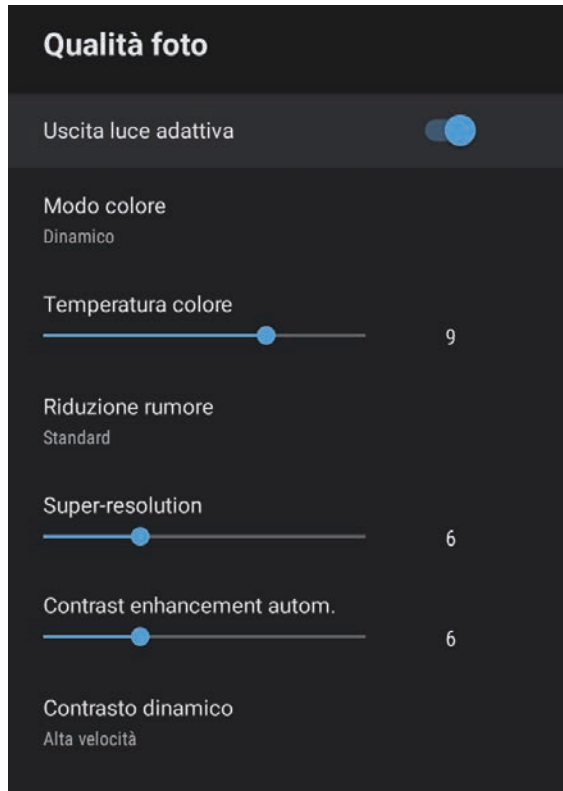 Qualità foto
Uscita luce adattiva
Modo colore
Dinamico
Temperatura colore
9
Riduzione rumore
Standard
Super-resolution
6
Contrast enhancement autom.
6
Contrasto dinamico
Alta velocità